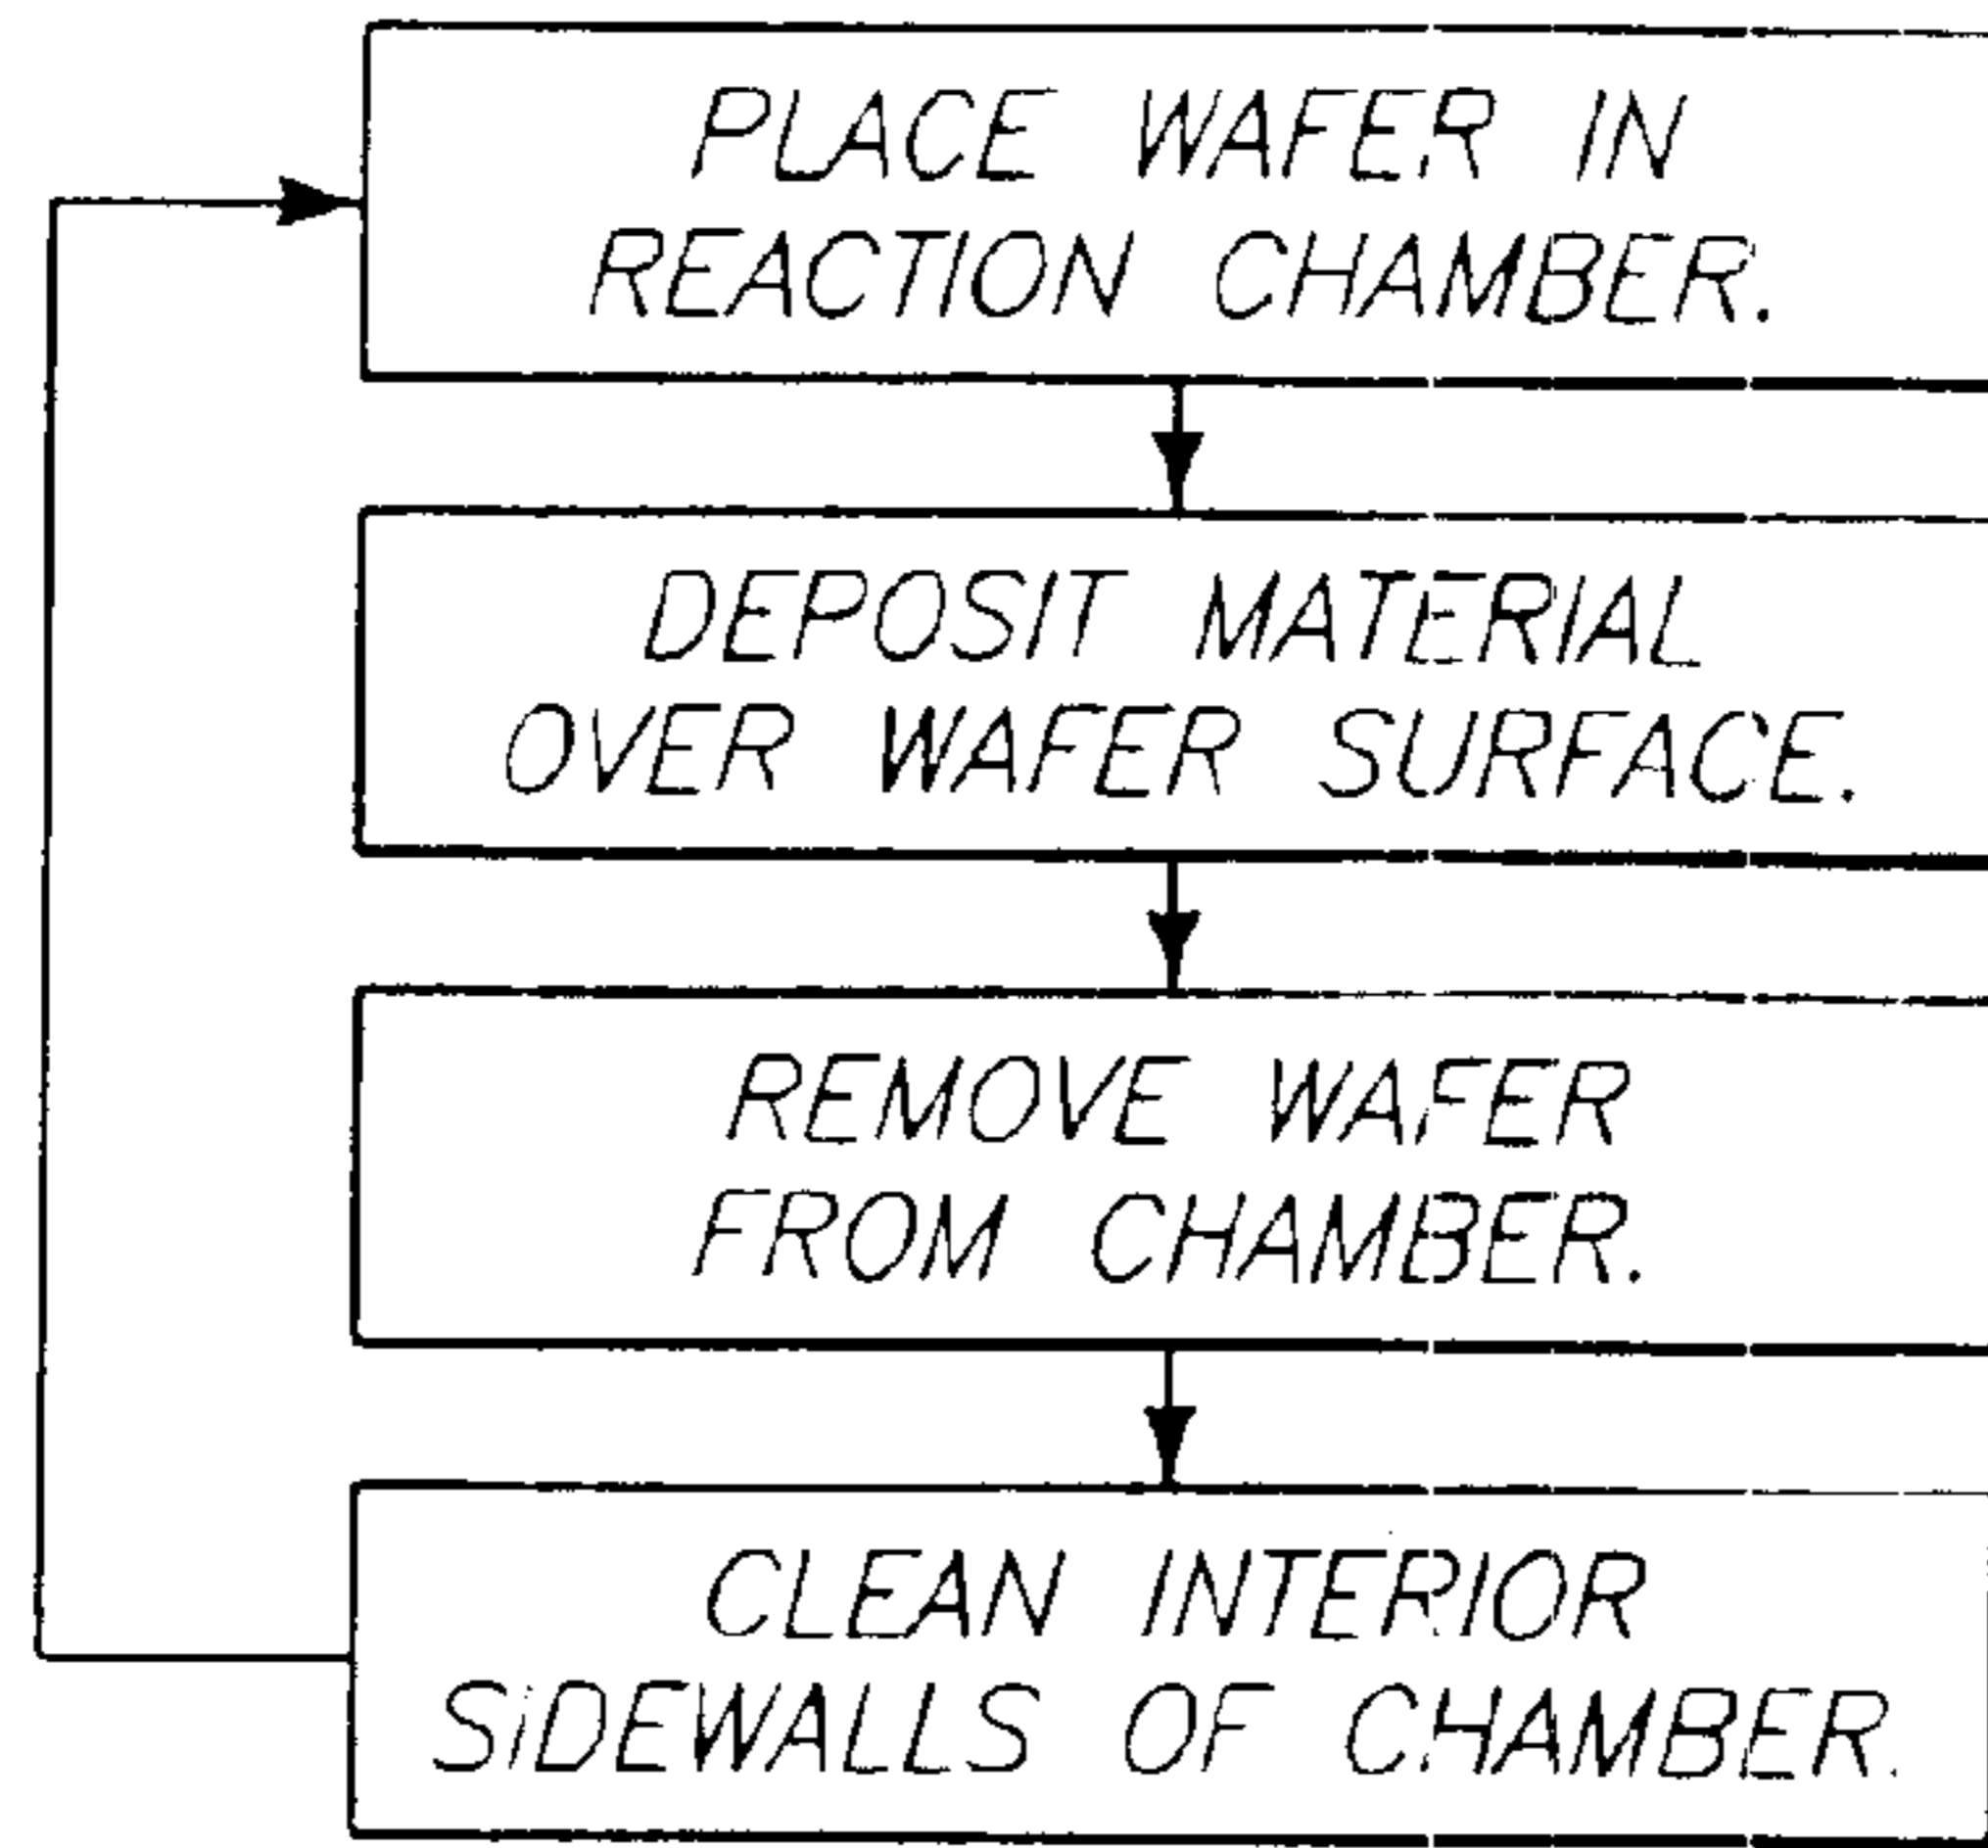 PLACE WAFER IN
REACTION CHAMBER.
DEPOSIT MATERIAL
OVER WAFER SURFACE.
REMOVE WAFER
FROM CHAMBER.
CLEAN INTERIOR
SIDEWALLS OF CHAMBER.